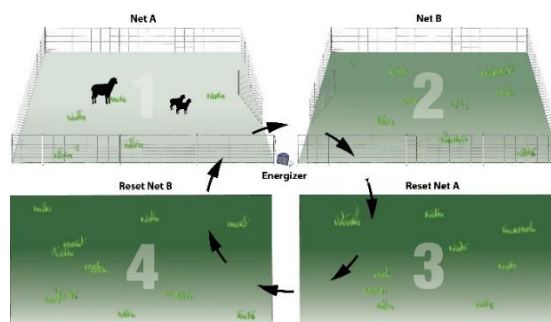 Net A
Net B
1
2
Energizer
Reset Net B
Reset Net A
4
3